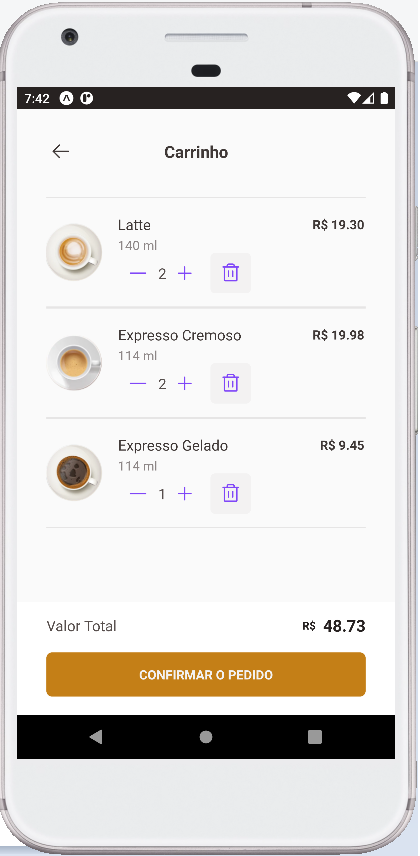 7:42
Carrinho
Latte
R$ 19.30
140 ml
2
Expresso Cremoso
R$ 19.98
114 ml
2
Expresso Gelado
R$ 9.45
114 ml
1
Valor Total
R$ 48.73
CONFIRMAR O PEDIDO